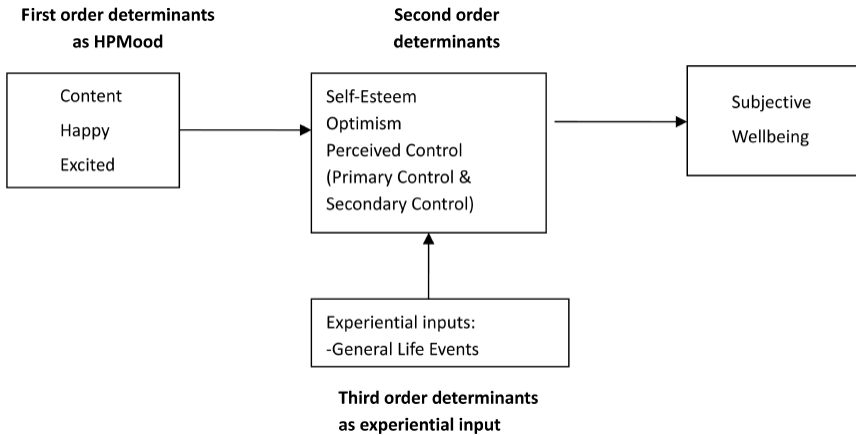 First order determinants
as HPMood
Second order
determinants
Content
Happy
Excited
Self-Esteem
Optimism
Perceived Control
(Primary Control &
Secondary Control)
Subjective
Wellbeing
Experiential inputs:
-General Life Events
Third order determinants
as experiential input